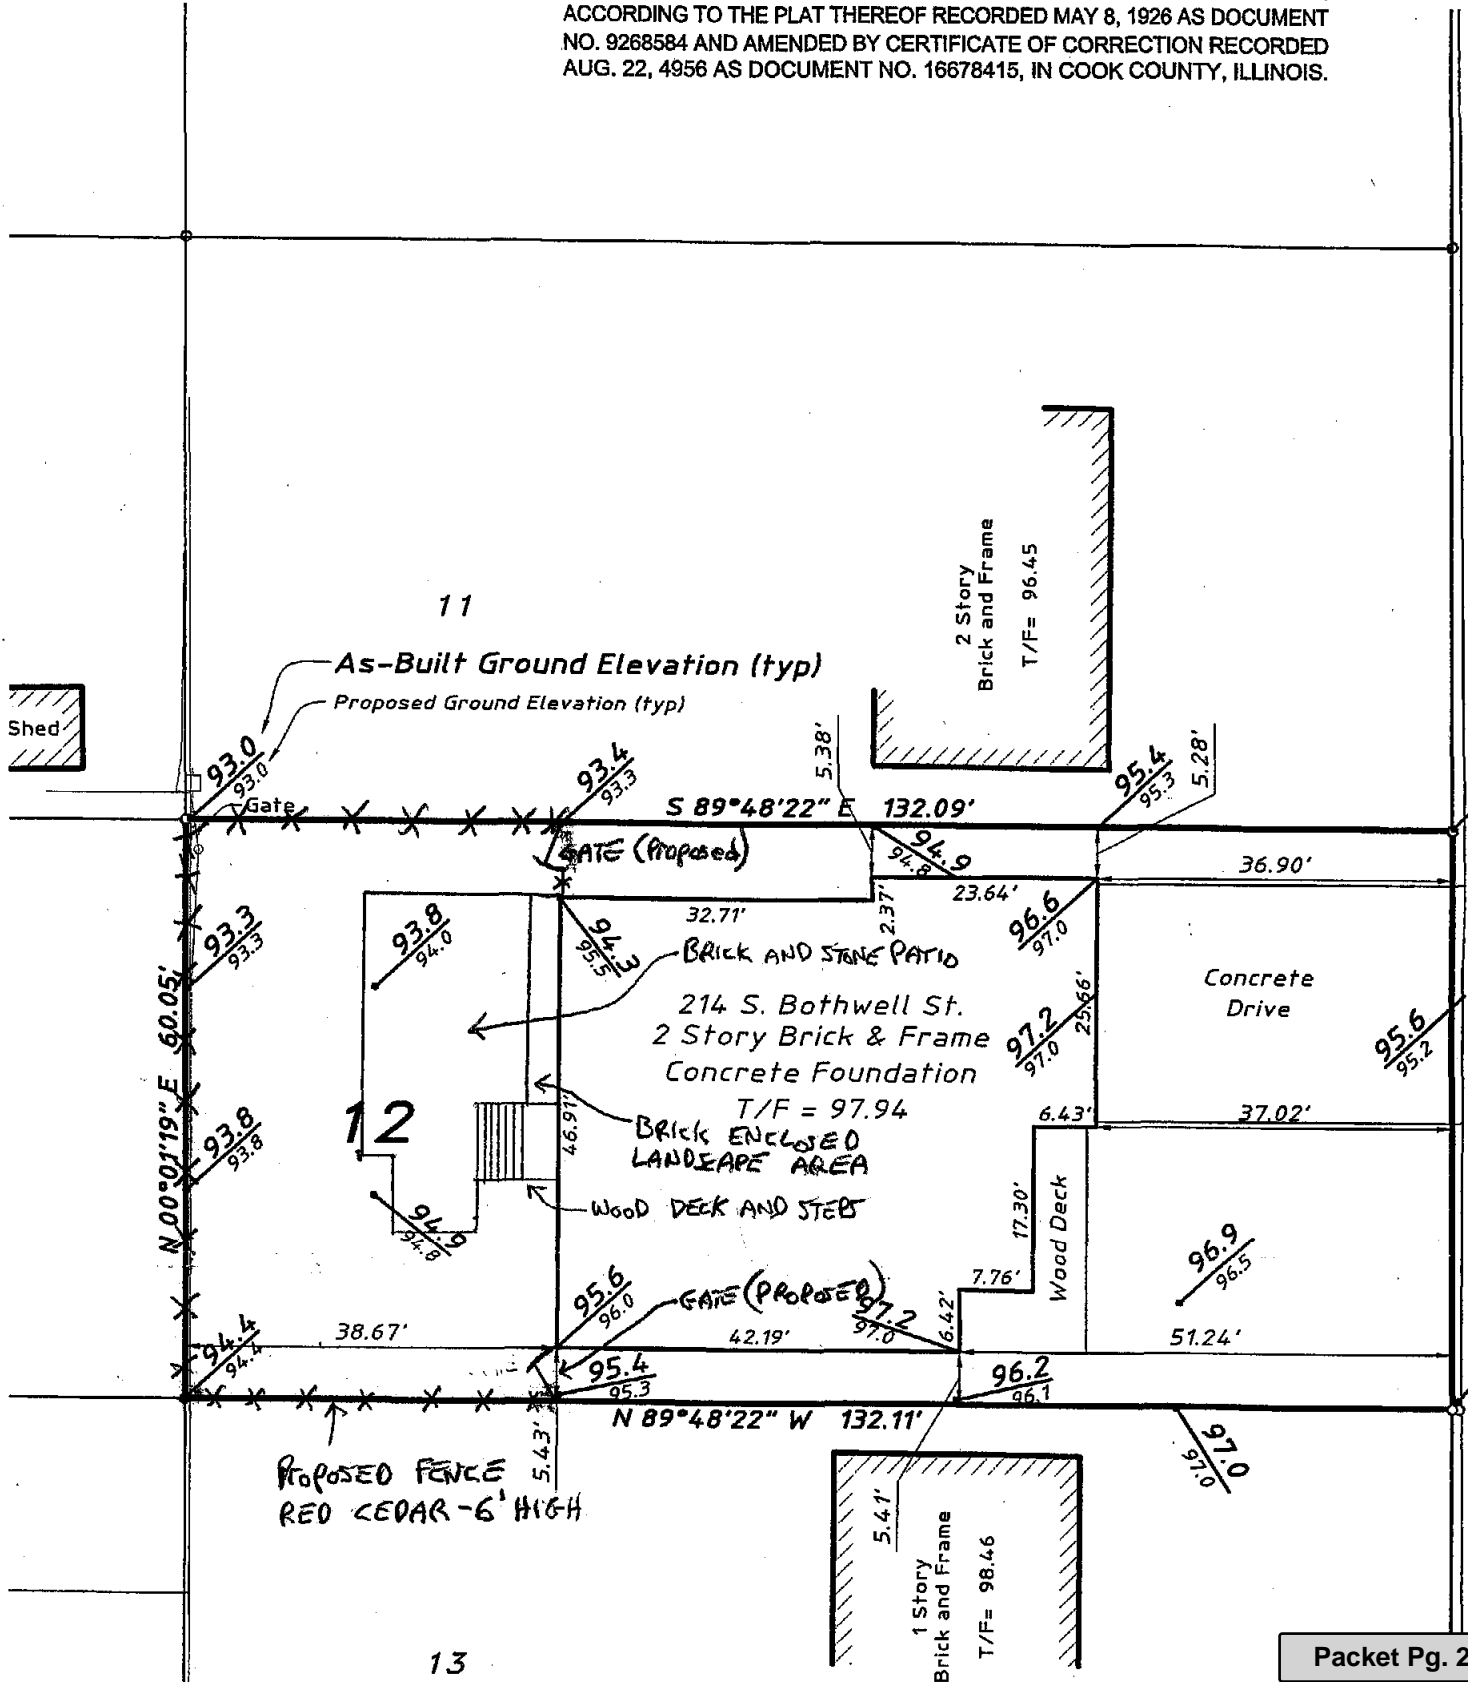 ACCORDING TO THE PLAT THEREOF RECORDED MAY 8, 1926 AS DOCUMENT
NO. 9268584 AND AMENDED BY CERTIFICATE OF CORRECTION RECORDED
AUG. 22, 4956 AS DOCUMENT NO. 16678415, IN COOK COUNTY, ILLINOIS.
2 Story
Brick and Frame
T/F= 96.45
11
As-Built Ground Elevation (typ)
Proposed Ground Elevation (typ)
Shed
93.0
93.0
Gate
93.4
93.3
5.38'
95.4
95.3
5.28'
S 89°48'22" E 132.09'
GATE (Proposed)
94.9
94.8
36.90'
23.64'
2.37'
32.71'
93.3
93.3
93.8
94.0
94.3
95.5
96.6
97.0
BRICK AND STONE PATIO
Concrete
Drive
214 S. Bothwell St.
2 Story Brick & Frame
Concrete Foundation
T/F = 97.94
97.2
97.0
25.66'
95.6
95.2
N 00°01'19" E 60.05'
12
93.8
93.8
46.91'
6.43'
37.02'
BRICK ENCLOSED
LANDSCAPE AREA
WOOD DECK AND STEPS
17.30'
Wood Deck
94.9
94.8
96.9
96.5
95.6
96.0
GATE (PROPOSED)
97.2
97.0
7.76'
6.42'
94.4
94.4
38.67'
42.19'
51.24'
95.4
95.3
96.2
96.1
N 89°48'22" W 132.11'
5.43'
97.0
97.0
PROPOSED FENCE
RED CEDAR - 6' HIGH
5.41'
1 Story
Brick and Frame
T/F= 98.46
13
Packet Pg. 2